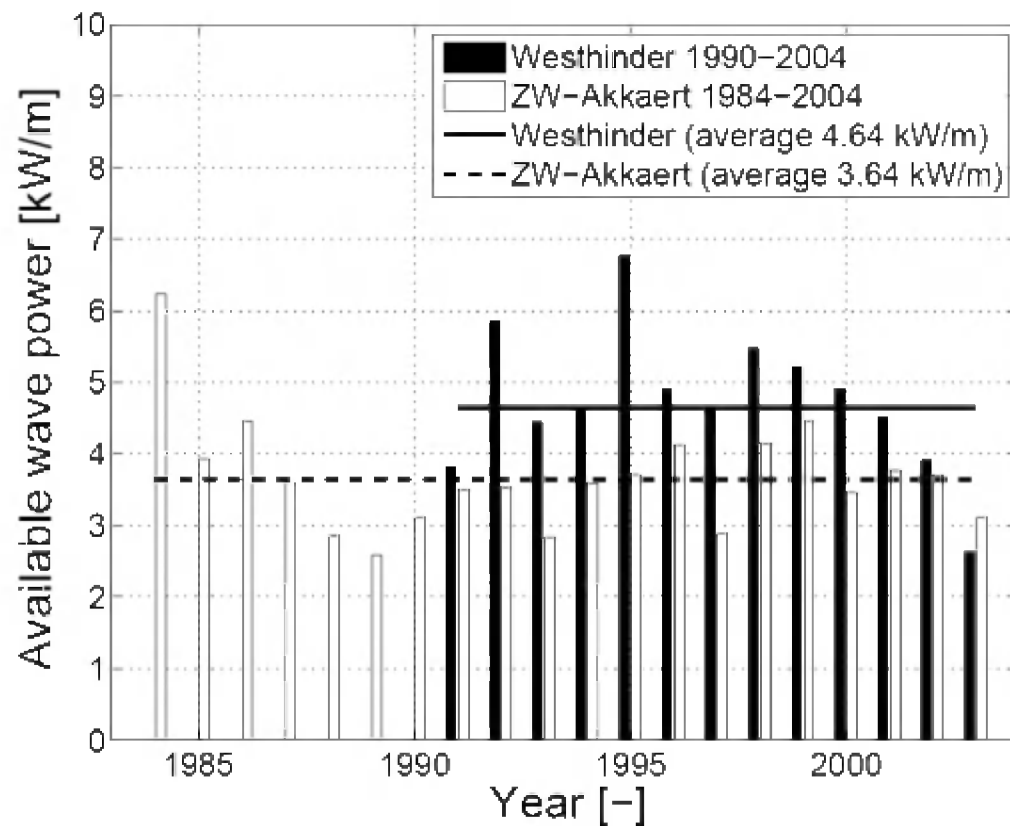 Available wave power [kW/m]
10
9
8
7
6
5
4
3
2
1
0
Westhinder 1990−2004
ZW−Akkaert 1984−2004
Westhinder (average 4.64 kW/m)
ZW−Akkaert (average 3.64 kW/m)
1985 1990 1995 2000
Year [−]